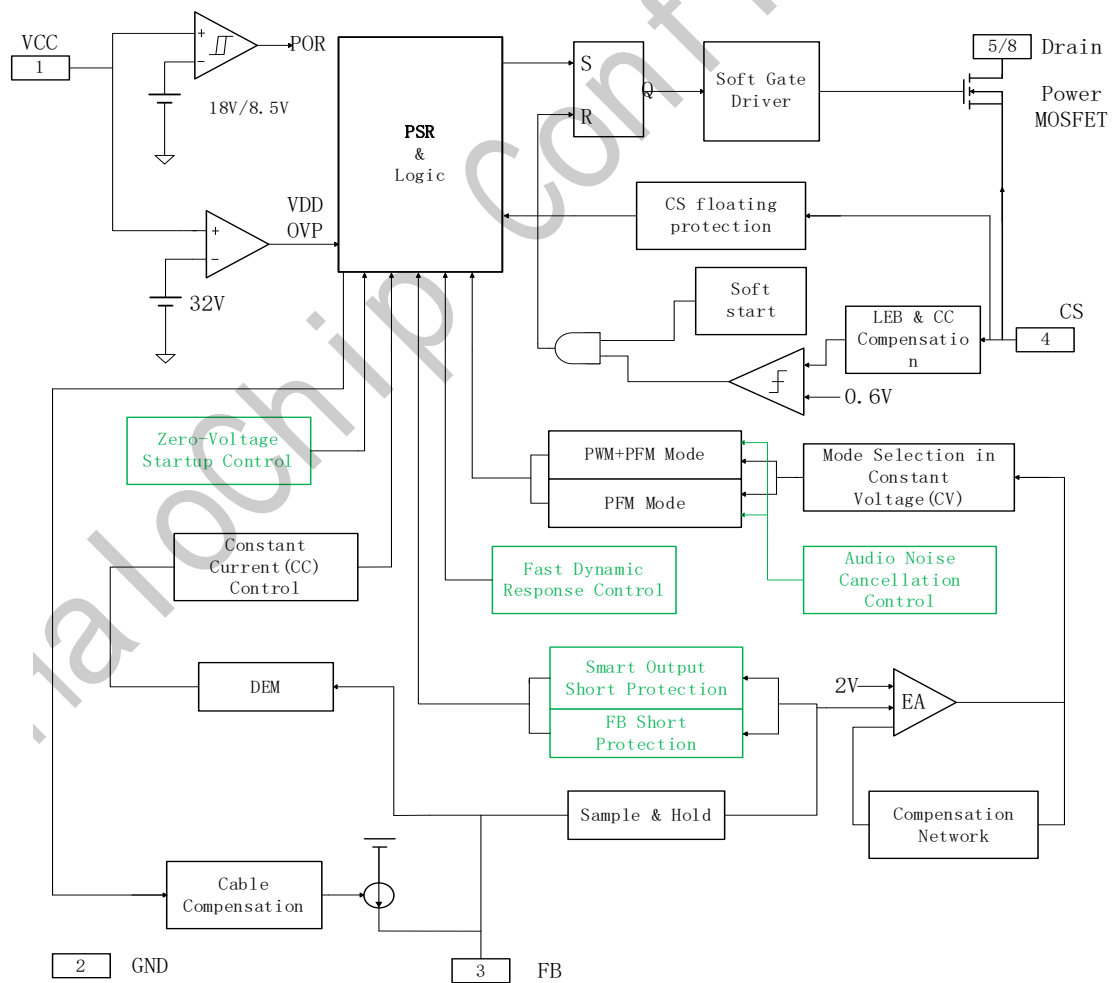 VCC
1
+
-
POR
18V/8.5V
VDD
OVP
+
-
32V
PSR
&
Logic
S
R
Q
Soft Gate
Driver
5/8
Drain
Power
MOSFET
CS floating
protection
Soft
start
LEB & CC
Compensatio
n
CS
4
0.6V
Zero-Voltage
Startup Control
PWM+PFM Mode
PFM Mode
Mode Selection in
Constant
Voltage(CV)
Constant
Current(CC)
Control
Fast Dynamic
Response Control
Audio Noise
Cancellation
Control
DEM
Smart Output
Short Protection
FB Short
Protection
2V
EA
Sample & Hold
Compensation
Network
Cable
Compensation
2
GND
3
FB
aloChip Conf